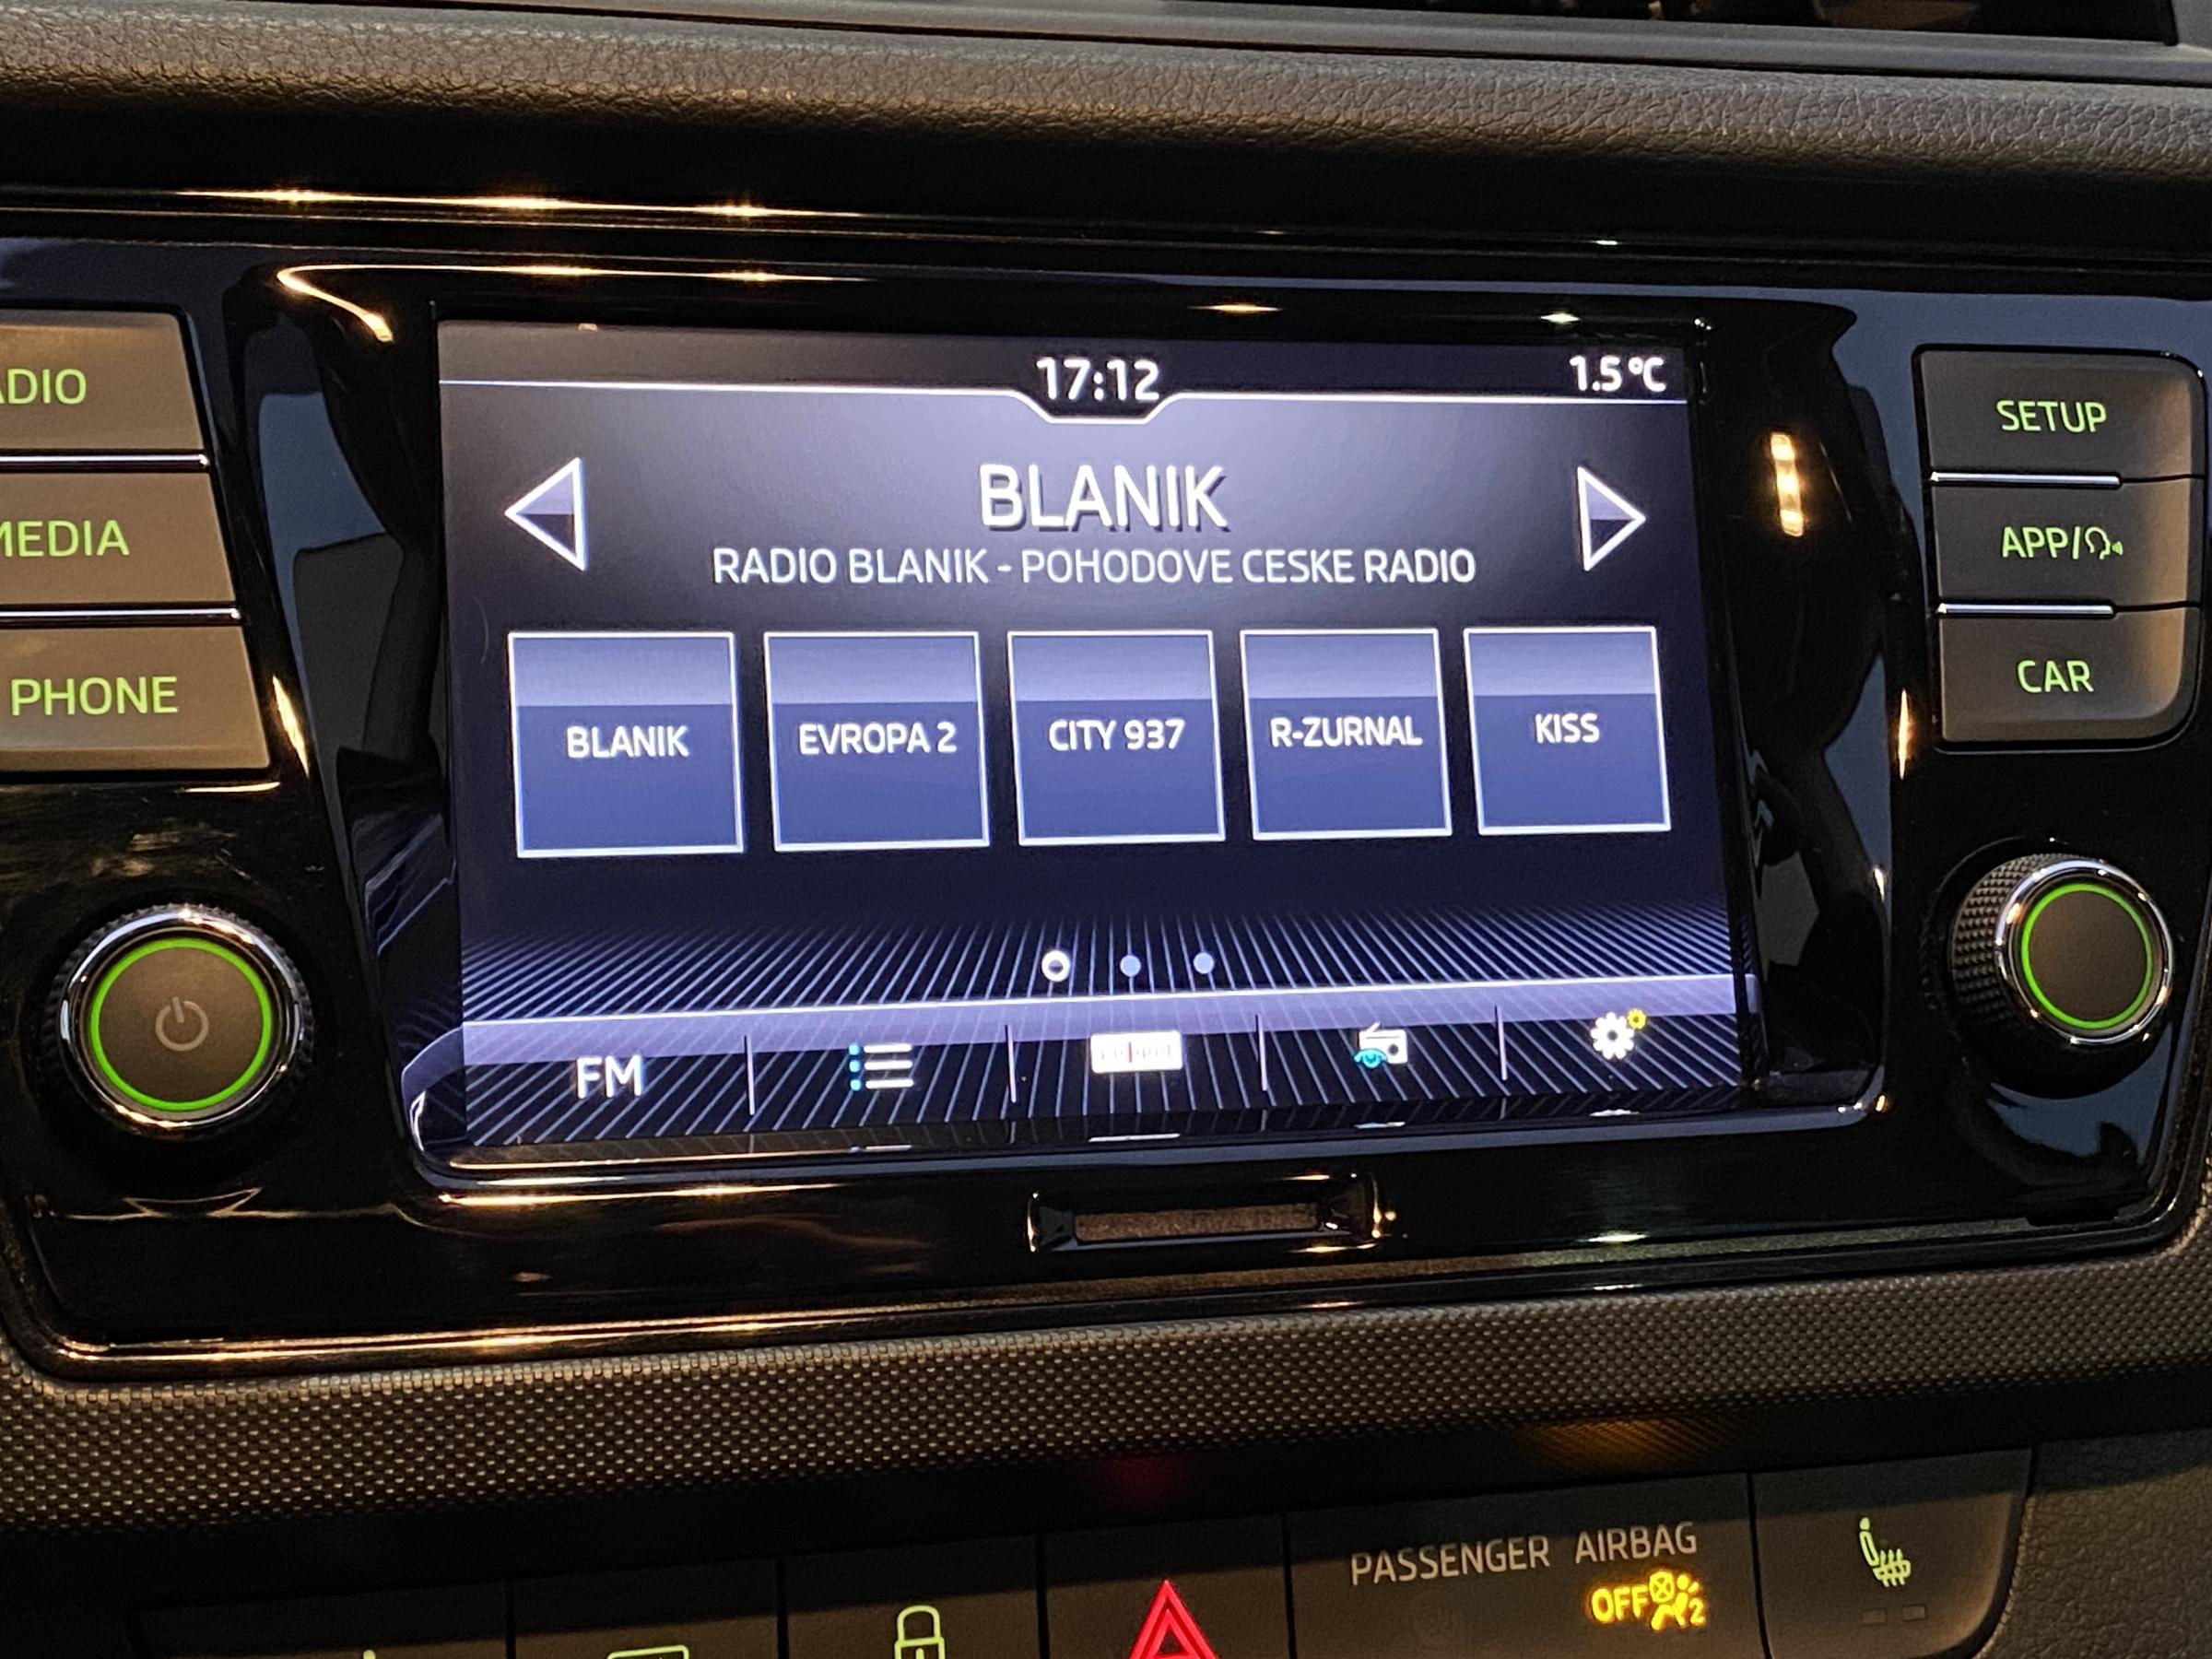 17:12
1.5 °C
BLANIK
RADIO BLANIK - POHODOVE CESKE RADIO
BLANIK
EVROPA 2
CITY 937
R-ZURNAL
KISS
FM
ADIO
MEDIA
PHONE
SETUP
APP/
CAR
PASSENGER AIRBAG
OFF 2